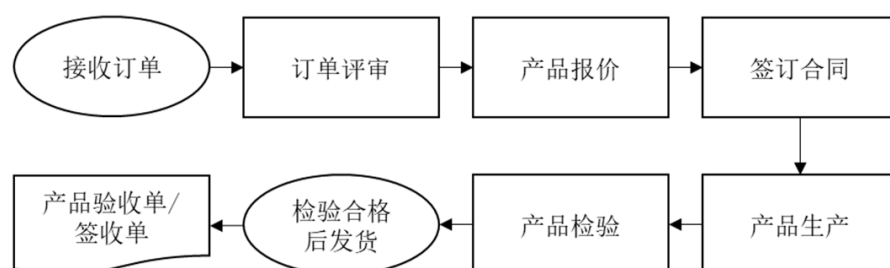 接收订单
订单评审
产品报价
签订合同
产品验收单/
签收单
检验合格
后发货
产品检验
产品生产